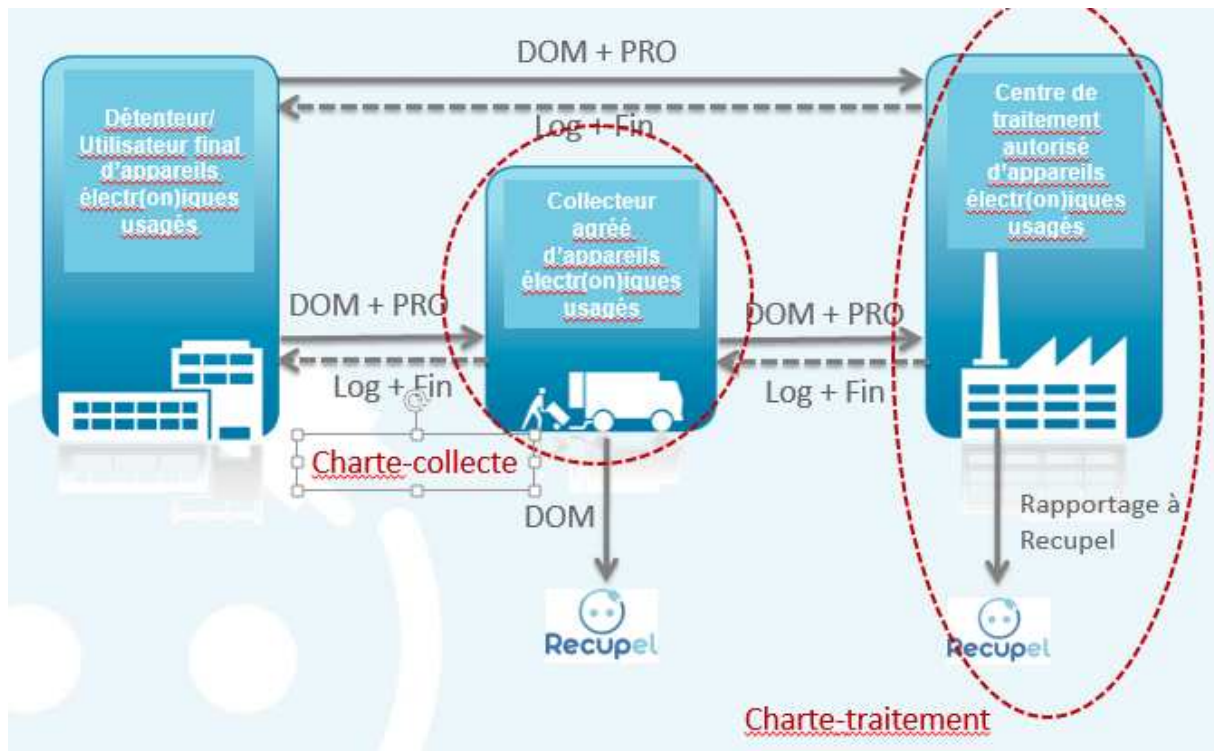 DOM + PRO
Log + Fin
Détenteur/
Utilisateur final
d'appareils
électr(on)iques
usagés
Collecteur
agréé
d'appareils
électr(on)iques
usagés
Centre de
traitement
autorisé
d'appareils
électr(on)iques
usagés
DOM + PRO
Log + Fin
DOM + PRO
Log + Fin
Charte-collecte
DOM
Recupel
Rapportage à
Recupel
Recupel
Charte-traitement